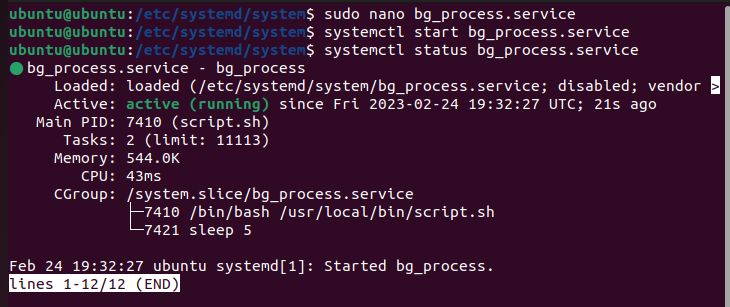 ubuntu@ubuntu:/etc/systemd/system$ sudo nano bg_process.service
ubuntu@ubuntu:/etc/systemd/system$ systemctl start bg_process.service
ubuntu@ubuntu:/etc/systemd/system$ systemctl status bg_process.service
● bg_process.service - bg_process
     Loaded: loaded (/etc/systemd/system/bg_process.service; disabled; vendor >
     Active: active (running) since Fri 2023-02-24 19:32:27 UTC; 21s ago
   Main PID: 7410 (script.sh)
      Tasks: 2 (limit: 11113)
     Memory: 544.0K
        CPU: 43ms
     CGroup: /system.slice/bg_process.service
             ├─7410 /bin/bash /usr/local/bin/script.sh
             └─7421 sleep 5

Feb 24 19:32:27 ubuntu systemd[1]: Started bg_process.
lines 1-12/12 (END)